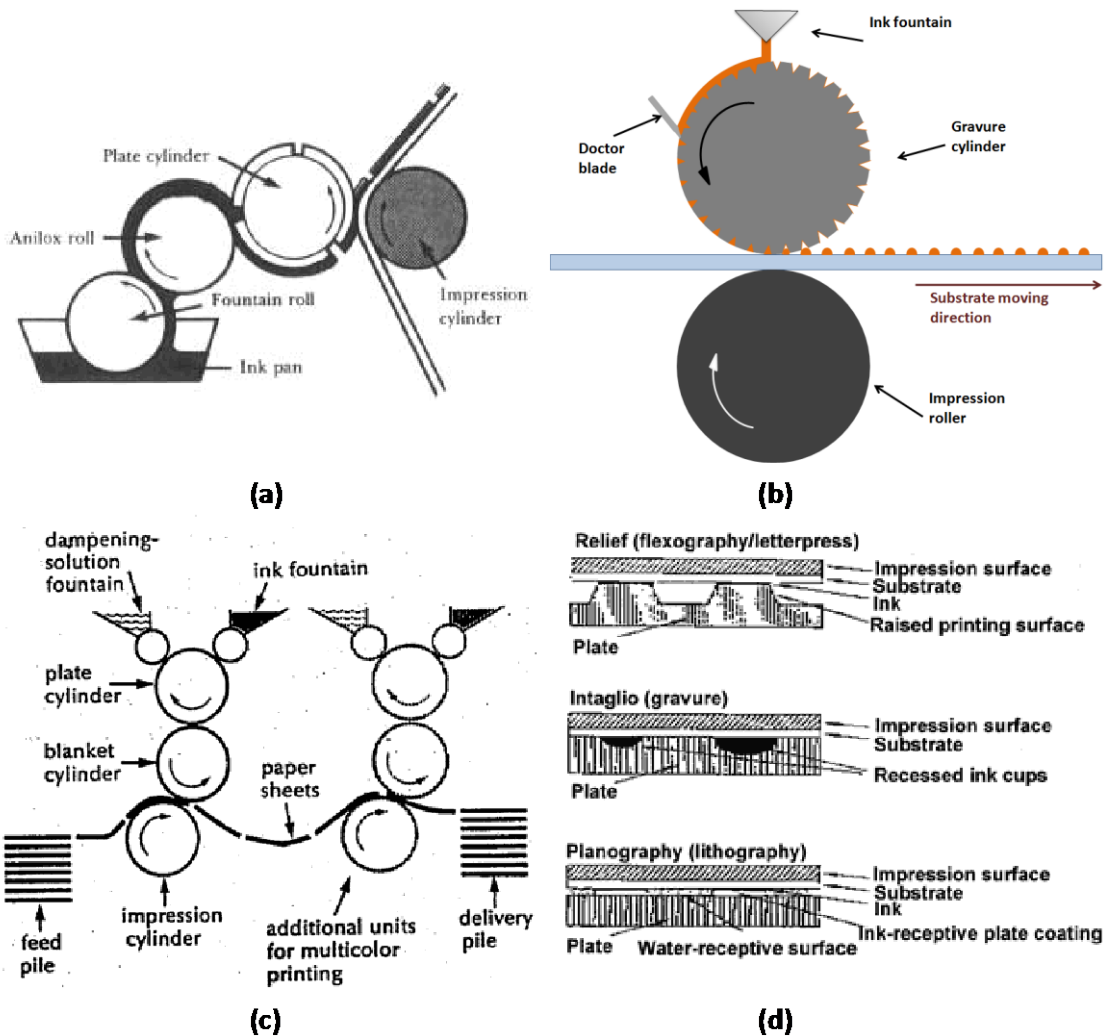 Plate cylinder
Anilox roll
Fountain roll
Impression
cylinder
Ink pan
(a)
Ink fountain
Doctor
blade
Gravure
cylinder
Substrate moving
direction
Impression
roller
(b)
dampening-
solution
fountain
ink fountain
plate
cylinder
blanket
cylinder
paper
sheets
feed
pile
impression
cylinder
additional units
for multicolor
printing
delivery
pile
(c)
Relief (flexography/letterpress)
Impression surface
Substrate
Ink
Raised printing surface
Plate
Intaglio (gravure)
Impression surface
Substrate
Recessed ink cups
Plate
Planography (lithography)
Impression surface
Substrate
Ink
Ink-receptive plate coating
Plate
Water-receptive surface
(d)